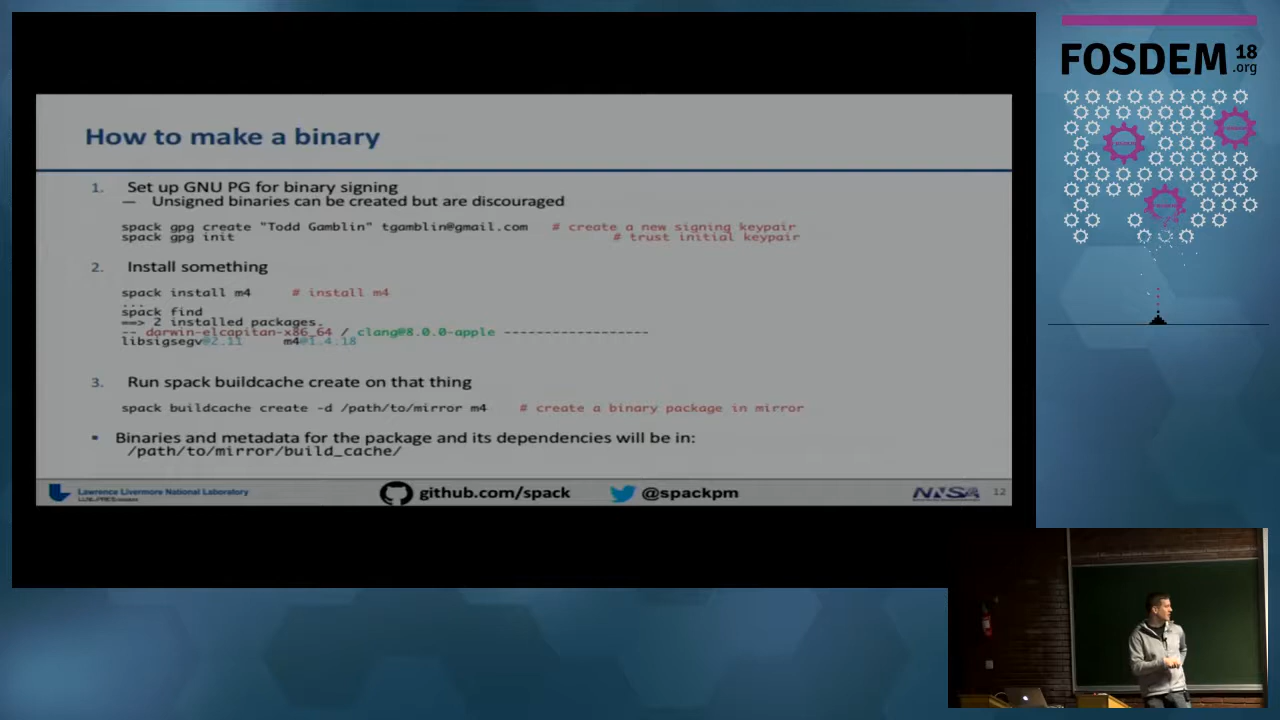 FOSDEM 18 .org
How to make a binary
1. Set up GNU PG for binary signing
— Unsigned binaries can be created but are discouraged
spack gpg create "Todd Gamblin" tgamblin@gmail.com # create a new signing keypair
spack gpg init # trust initial keypair
2. Install something
spack install m4 # install m4
...
spack find
==> 2 installed packages.
-- darwin-elcapitan-x86_64 / clang@8.0.0-apple ------------------
libsigsegv@2.11 m4@1.4.18
3. Run spack buildcache create on that thing
spack buildcache create -d /path/to/mirror m4 # create a binary package in mirror
▪ Binaries and metadata for the package and its dependencies will be in:
/path/to/mirror/build_cache/
Lawrence Livermore National Laboratory
github.com/spack
@spackpm
NNSA
12